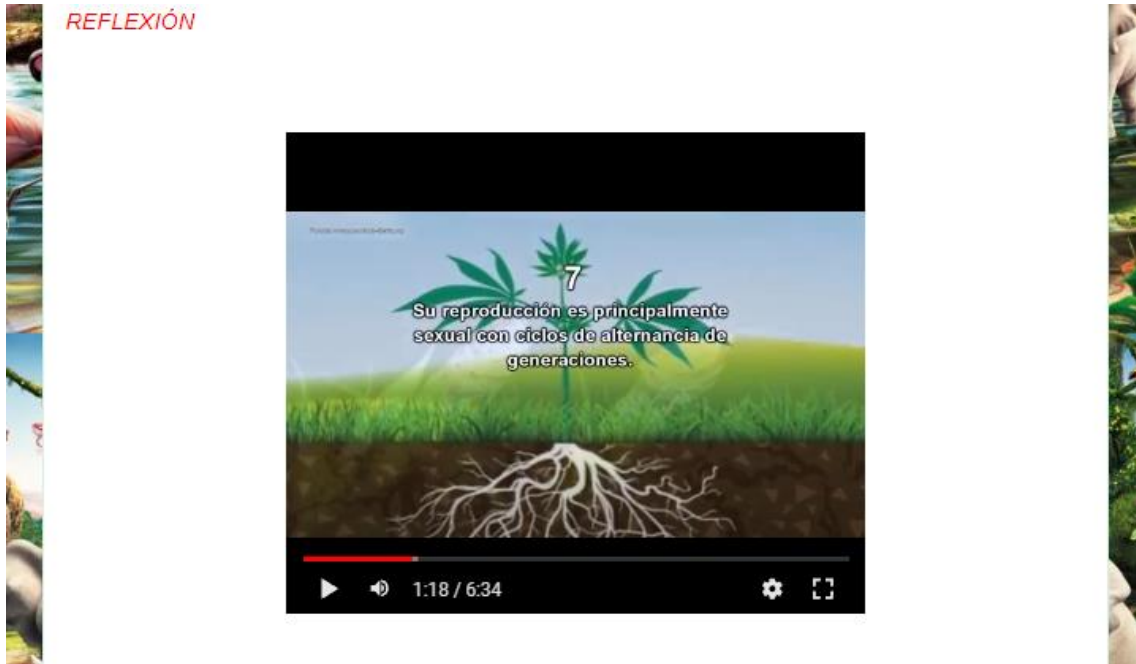 REFLEXIÓN
7
Su reproducción es principalmente
sexual con ciclos de alternancia de
generaciones.
1:18 / 6:34